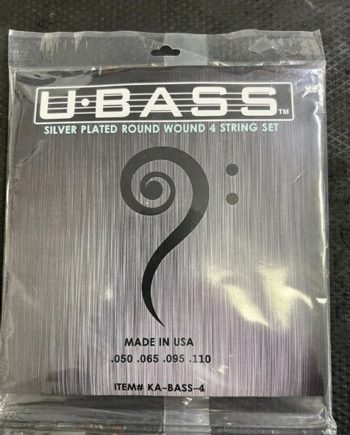 U·BASS™
SILVER PLATED ROUND WOUND 4 STRING SET
MADE IN USA
.050 .065 .095 .110
ITEM# KA-BASS-4